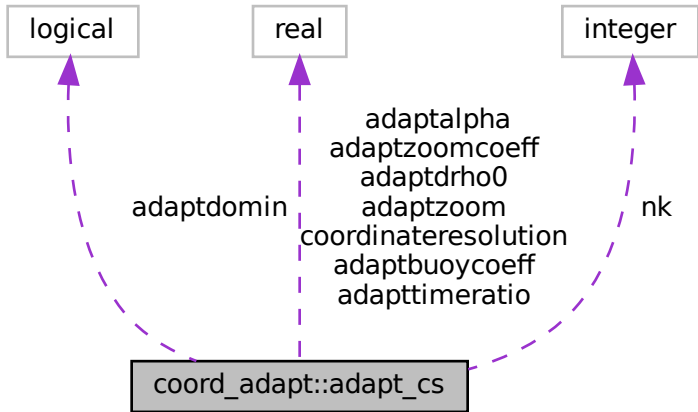 logical
real
integer
adaptdomin
adaptalpha
adaptzoomcoeff
adaptdrho0
adaptzoom
coordinateresolution
adaptbuoycoeff
adapttimeratio
nk
coord_adapt::adapt_cs